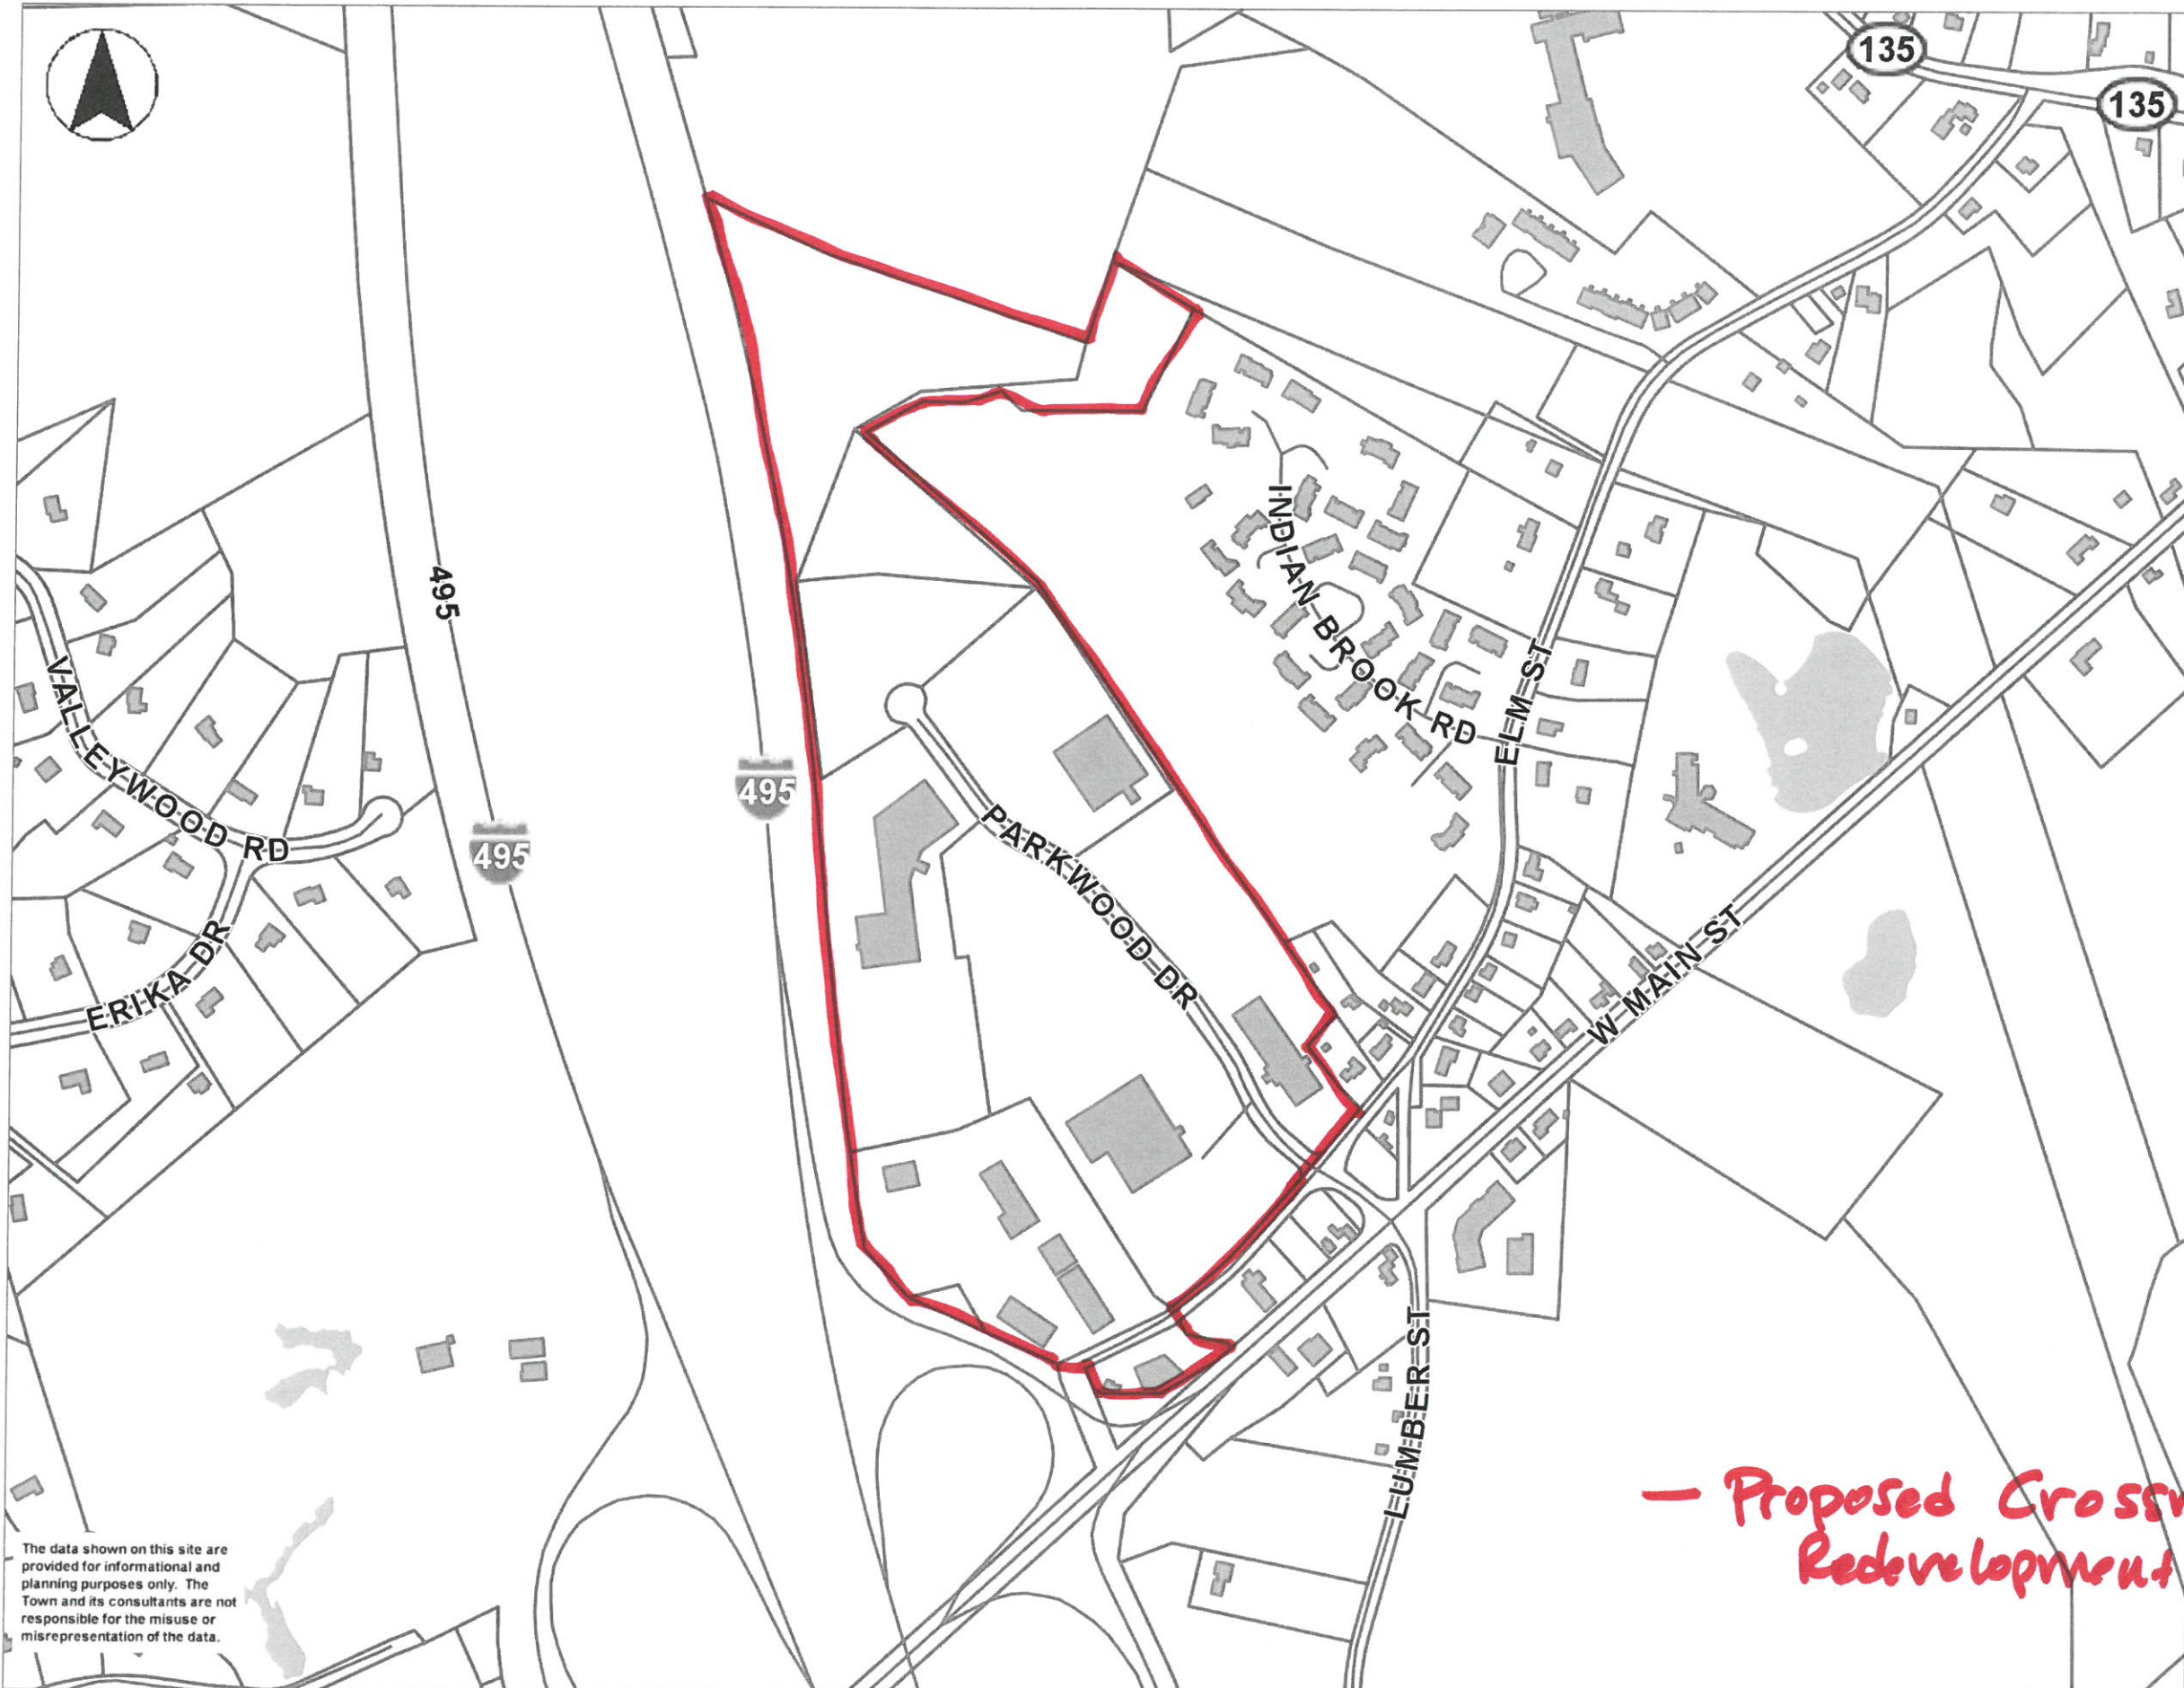 135
135
495
INDIAN BROOK RD
ELM ST
VALLEYWOOD RD
495
495
PARKWOOD DR
ERIKA DR
W MAIN ST
LUMBER ST
— Proposed
Redevelopment
The data shown on this site are
provided for informational and
planning purposes only. The
Town and its consultants are not
responsible for the misuse or
misrepresentation of the data.